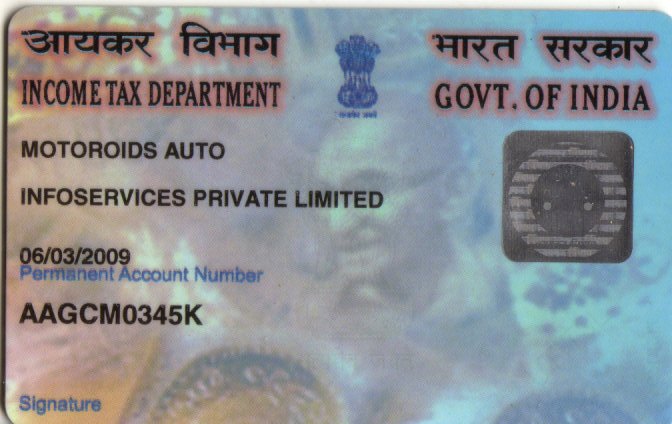 आयकर विभाग
भारत सरकार
INCOME TAX DEPARTMENT
GOVT. OF INDIA
सत्यमेव जयते
MOTOROIDS AUTO
INFOSERVICES PRIVATE LIMITED
06/03/2009
Permanent Account Number
AAGCM0345K
Signature